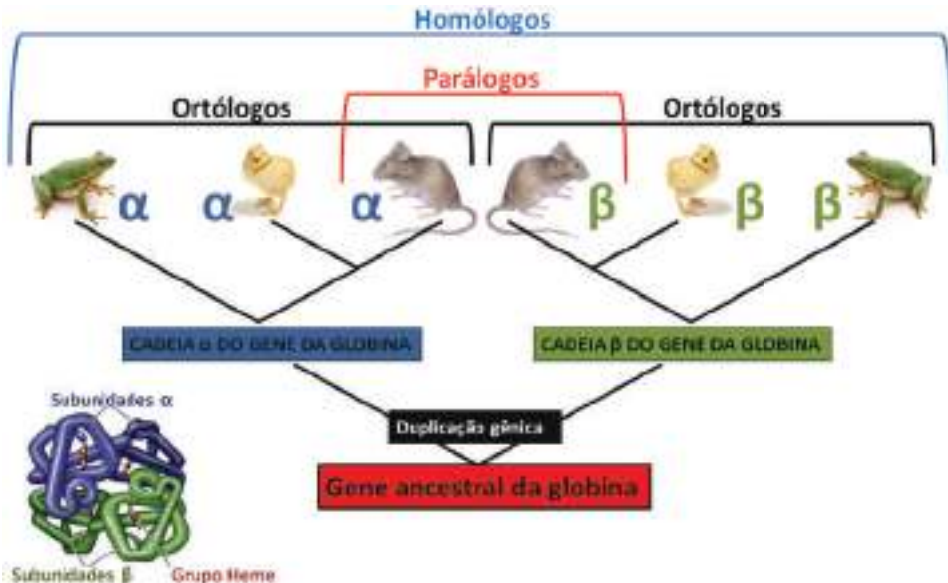 Homólogos
Parálogos
Ortólogos Ortólogos
α α α β β β
CADEIA α DO GENE DA GLOBINA CADEIA β DO GENE DA GLOBINA
Subunidades α
Duplicação gênica
Gene ancestral da globina
Subunidades β Grupo Heme